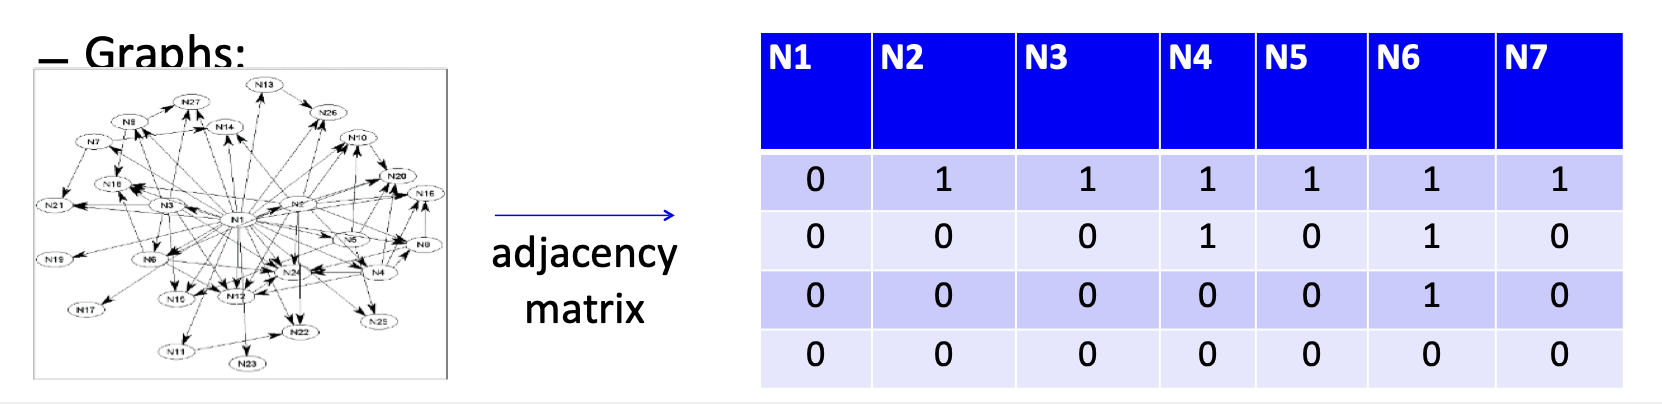 – Graphs:
N13
N27
N26
N9
N14
N7
N10
N20
N18
N16
N21
N3
N2
N1
N5
N8
N19
N6
N24
N4
N15
N12
N17
N25
N22
N11
N23
adjacency
matrix
N1 N2 N3 N4 N5 N6 N7
0 1 1 1 1 1 1
0 0 0 1 0 1 0
0 0 0 0 0 1 0
0 0 0 0 0 0 0